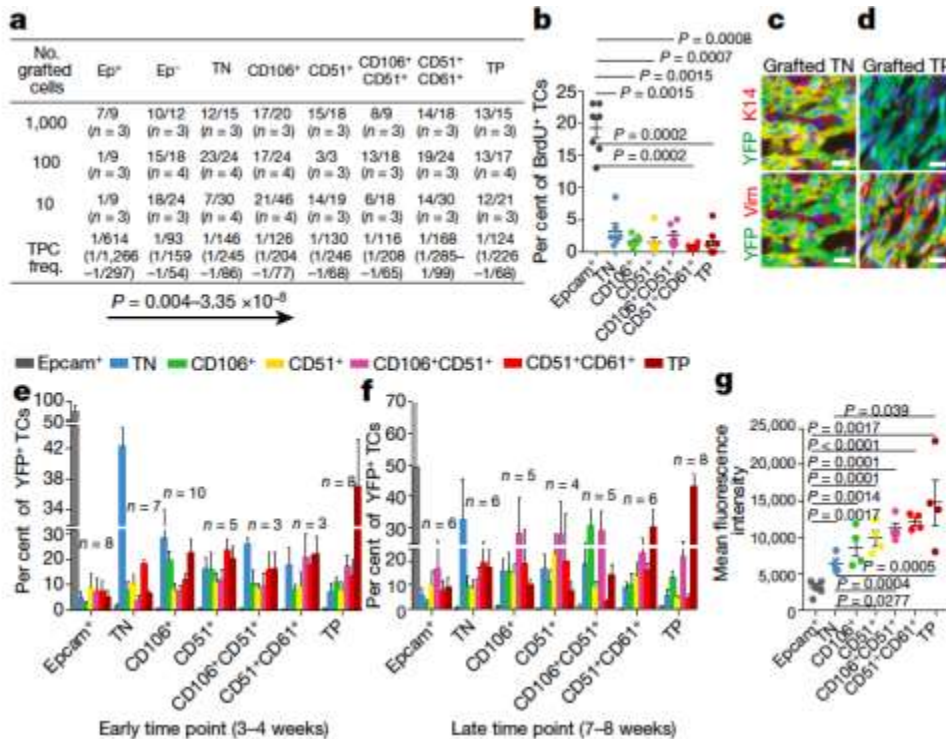 a
No. grafted cells Ep⁺ Ep⁻ TN CD106⁺ CD51⁺ CD106⁺ CD51⁺ CD51⁺ CD61⁺ TP
1,000 7/9 10/12 12/15 17/20 15/18 8/9 14/18 13/15
(n = 3) (n = 3) (n = 3) (n = 3) (n = 3) (n = 3) (n = 3) (n = 3)
100 1/9 15/18 23/24 17/24 3/3 13/18 19/24 13/17
(n = 3) (n = 4) (n = 4) (n = 4) (n = 3) (n = 3) (n = 3) (n = 4)
10 1/9 18/24 7/30 21/46 14/19 6/18 14/30 12/21
(n = 3) (n = 3) (n = 4) (n = 4) (n = 3) (n = 3) (n = 3) (n = 4)
TPC freq. 1/614 1/93 1/146 1/126 1/130 1/116 1/168 1/124
(1/1,266 (1/159 (1/245 (1/204 (1/246 (1/208 (1/285– (1/226
–1/297) –1/54) –1/86) –1/77) –1/68) –1/65) 1/99) –1/68)
P = 0.004–3.35 ×10⁻⁸
b
P = 0.0008
P = 0.0007
P = 0.0015
P = 0.0015
P = 0.0002
P = 0.0002
Per cent of BrdU⁺ TCs
25
20
15
10
5
0
Epcam⁺
TN
CD106⁺
CD51⁺
CD106⁺CD51⁺
CD51⁺CD61⁺
TP
c
Grafted TN
YFP K14
YFP Vim
d
Grafted TP
Epcam⁺ TN CD106⁺ CD51⁺ CD106⁺CD51⁺ CD51⁺CD61⁺ TP
e
Per cent of YFP⁺ TCs
100
50
42
38
34
30
20
10
0
n = 8
n = 7
n = 10
n = 5
n = 3
n = 3
n = 8
Epcam⁺
TN
CD106⁺
CD51⁺
CD106⁺CD51⁺
CD51⁺CD61⁺
TP
Early time point (3–4 weeks)
f
Per cent of YFP⁺ TCs
70
50
40
30
20
20
10
0
n = 6
n = 6
n = 5
n = 4
n = 5
n = 6
n = 8
Epcam⁺
TN
CD106⁺
CD51⁺
CD106⁺CD51⁺
CD51⁺CD61⁺
TP
Late time point (7–8 weeks)
g
Mean fluorescence intensity
25,000
20,000
15,000
10,000
5,000
0
P = 0.039
P = 0.0017
P < 0.0001
P = 0.0001
P = 0.0001
P = 0.0014
P = 0.0017
P = 0.0005
P = 0.0004
P = 0.0277
Epcam⁺
TN
CD106⁺
CD51⁺
CD106⁺CD51⁺
CD51⁺CD61⁺
TP